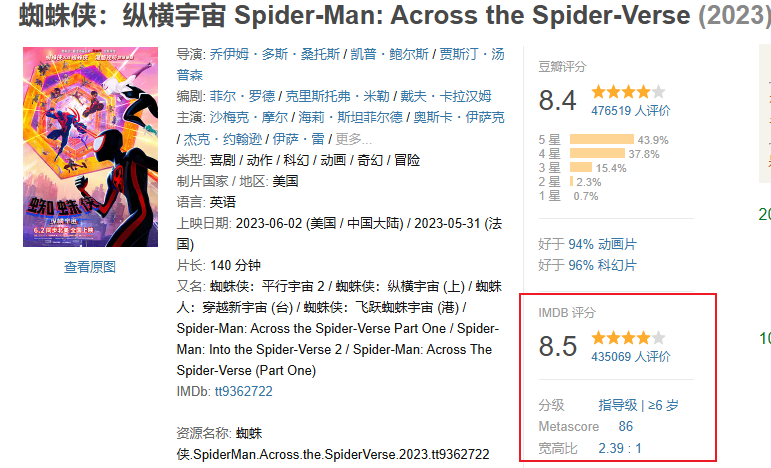 蜘蛛侠：纵横宇宙 Spider-Man: Across the Spider-Verse (2023)
蜘蛛侠
纵横宇宙
6.2 同步北美 全国上映
查看原图
导演: 乔伊姆·多斯·桑托斯 / 凯普·鲍尔斯 / 贾斯汀·汤
普森
编剧: 菲尔·罗德 / 克里斯托弗·米勒 / 戴夫·卡拉汉姆
主演: 沙梅克·摩尔 / 海莉·斯坦菲尔德 / 奥斯卡·伊萨克
/ 杰克·约翰逊 / 伊萨·雷 / 更多...
类型: 喜剧 / 动作 / 科幻 / 动画 / 奇幻 / 冒险
制片国家 / 地区: 美国
语言: 英语
上映日期: 2023-06-02 (美国 / 中国大陆) / 2023-05-31 (法
国)
片长: 140 分钟
又名: 蜘蛛侠：平行宇宙 2 / 蜘蛛侠：纵横宇宙 (上) / 蜘蛛
人：穿越新宇宙 (台) / 蜘蛛侠：飞跃蜘蛛宇宙 (港) /
Spider-Man: Across the Spider-Verse Part One / Spider-
Man: Into the Spider-Verse 2 / Spider-Man: Across The
Spider-Verse (Part One)
IMDb: tt9362722
资源名称: 蜘蛛
侠.SpiderMan.Across.the.SpiderVerse.2023.tt9362722
豆瓣评分
8.4
476519 人评价
5 星 43.9%
4 星 37.8%
3 星 15.4%
2 星 2.3%
1 星 0.7%
好于 94% 动画片
好于 96% 科幻片
IMDB 评分
8.5
435069 人评价
分级 指导级 | ≥6 岁
Metascore 86
宽高比 2.39 : 1